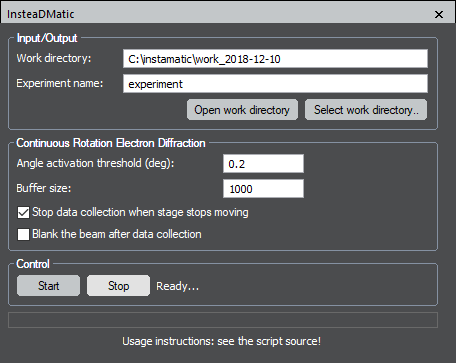 InsteaDMatic
Input/Output
Work directory: C:\instamatic\work_2018-12-10
Experiment name: experiment
Open work directory Select work directory..
Continuous Rotation Electron Diffraction
Angle activation threshold (deg): 0.2
Buffer size: 1000
Stop data collection when stage stops moving
Blank the beam after data collection
Control
Start Stop Ready...
Usage instructions: see the script source!